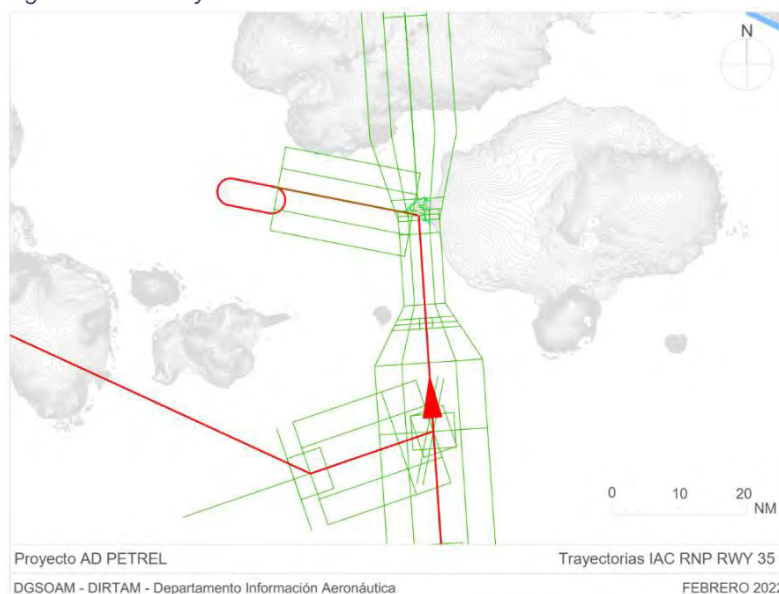 N
0 10 20
NM
Proyecto AD PETREL
Trayectorias IAC RNP RWY 35
DGSOAM - DIRTAM - Departamento Información Aeronáutica
FEBRERO 2022